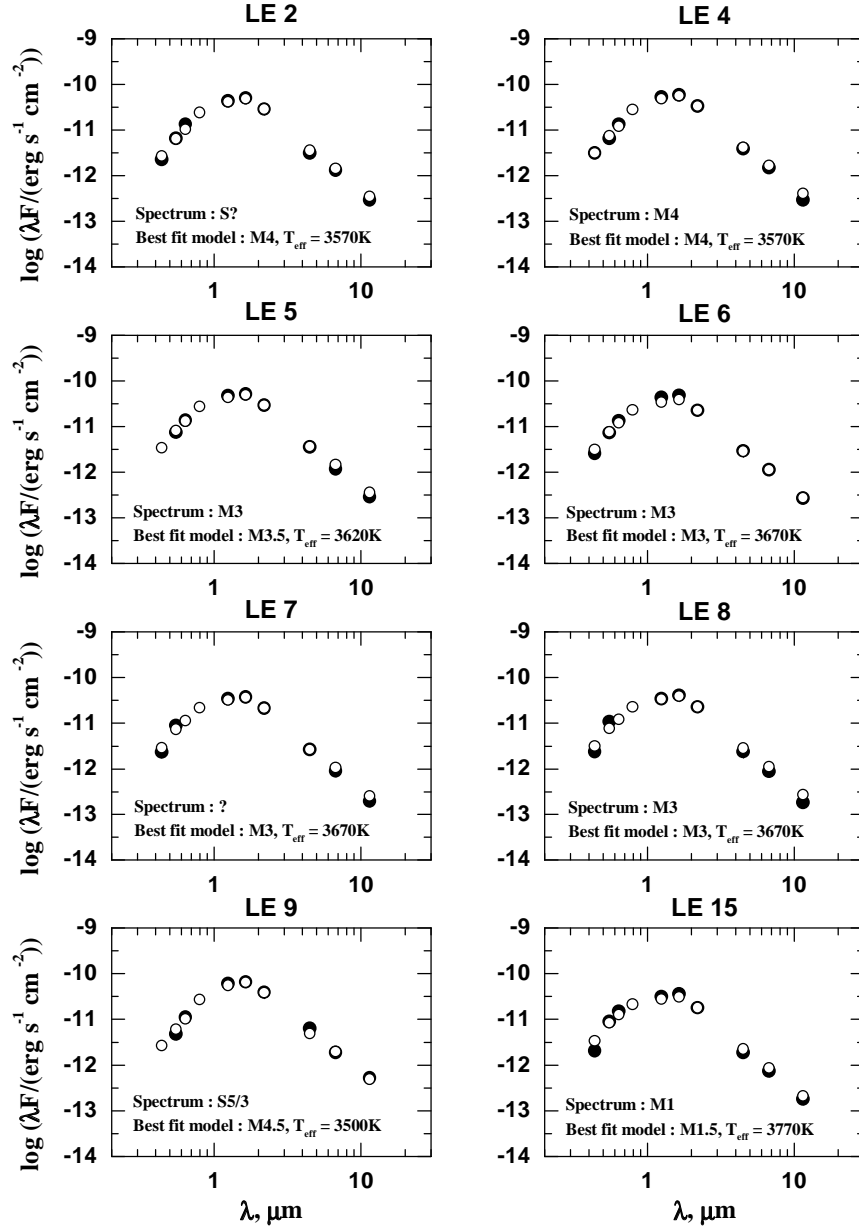 LE 2
LE 4
-9
-10
-11
-12
-13
-14
log (λF/(erg s⁻¹ cm⁻²))
Spectrum : S?
Best fit model : M4, Teff = 3570K
1
10
-9
-10
-11
-12
-13
-14
Spectrum : M4
Best fit model : M4, Teff = 3570K
1
10
LE 5
LE 6
-9
-10
-11
-12
-13
-14
log (λF/(erg s⁻¹ cm⁻²))
Spectrum : M3
Best fit model : M3.5, Teff = 3620K
1
10
-9
-10
-11
-12
-13
-14
Spectrum : M3
Best fit model : M3, Teff = 3670K
1
10
LE 7
LE 8
-9
-10
-11
-12
-13
-14
log (λF/(erg s⁻¹ cm⁻²))
Spectrum : ?
Best fit model : M3, Teff = 3670K
1
10
-9
-10
-11
-12
-13
-14
Spectrum : M3
Best fit model : M3, Teff = 3670K
1
10
LE 9
LE 15
-9
-10
-11
-12
-13
-14
log (λF/(erg s⁻¹ cm⁻²))
Spectrum : S5/3
Best fit model : M4.5, Teff = 3500K
1
10
λ, µm
-9
-10
-11
-12
-13
-14
Spectrum : M1
Best fit model : M1.5, Teff = 3770K
1
10
λ, µm